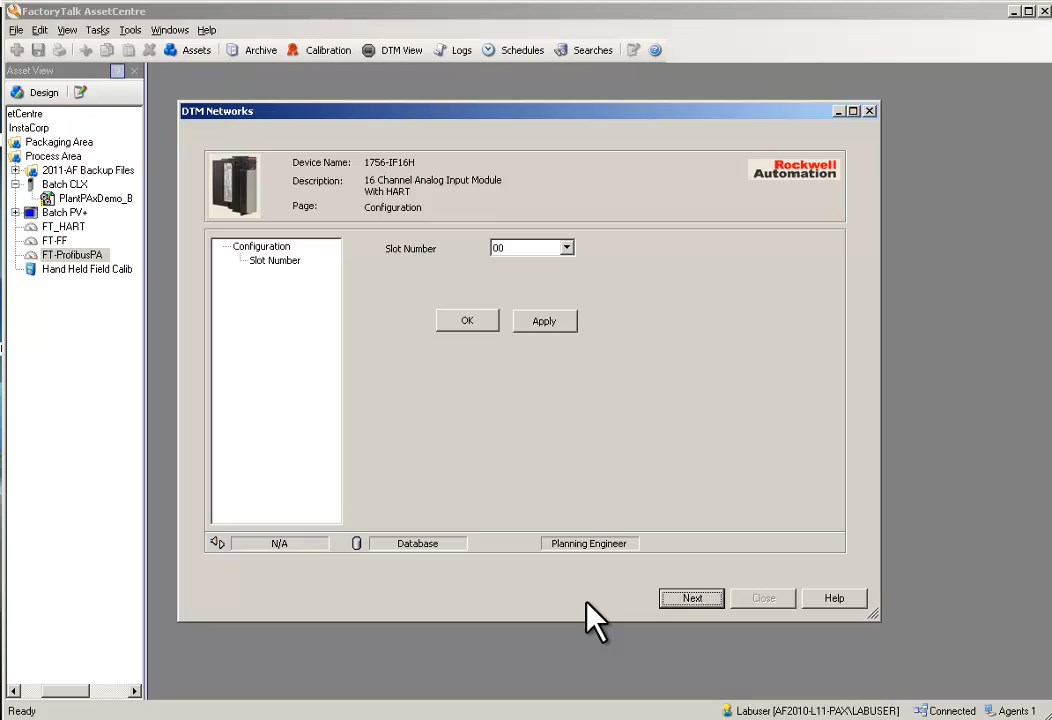 FactoryTalk AssetCentre
File Edit View Tasks Tools Windows Help
Assets Archive Calibration DTM View Logs Schedules Searches
Asset View
Design
etCentre
InstaCorp
Packaging Area
Process Area
2011-AF Backup Files
Batch CLX
PlantPAxDemo_B
Batch PV+
FT_HART
FT-FF
FT-ProfibusPA
Hand Held Field Calib
DTM Networks
Device Name: 1756-IF16H
Description: 16 Channel Analog Input Module
With HART
Page: Configuration
Rockwell
Automation
Configuration
Slot Number
Slot Number 00
OK Apply
N/A Database Planning Engineer
Next Close Help
Ready
Labuser [AF2010-L11-PAX\LABUSER] Connected Agents 1